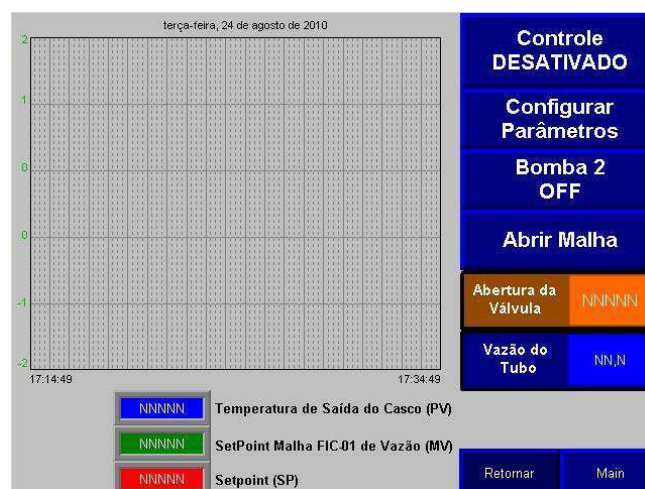 terça-feira, 24 de agosto de 2010
2
1
0
0
-1
-2
17:14:49
17:34:49
NNNNN Temperatura de Saída do Casco (PV)
NNNNN SetPoint Malha FIC-01 de Vazão (MV)
NNNNN Setpoint (SP)
Controle
DESATIVADO
Configurar
Parâmetros
Bomba 2
OFF
Abrir Malha
Abertura da
Válvula
NNNNN
Vazão do
Tubo
NN,N
Retornar
Main